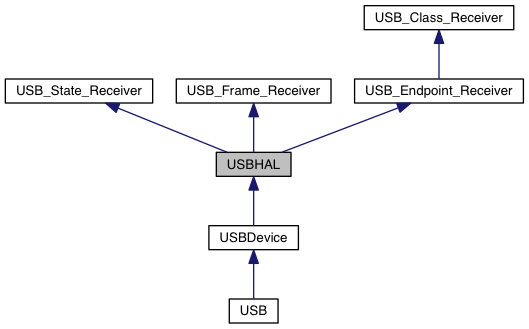 USB_Class_Receiver
USB_State_Receiver
USB_Frame_Receiver
USB_Endpoint_Receiver
USBHAL
USBDevice
USB